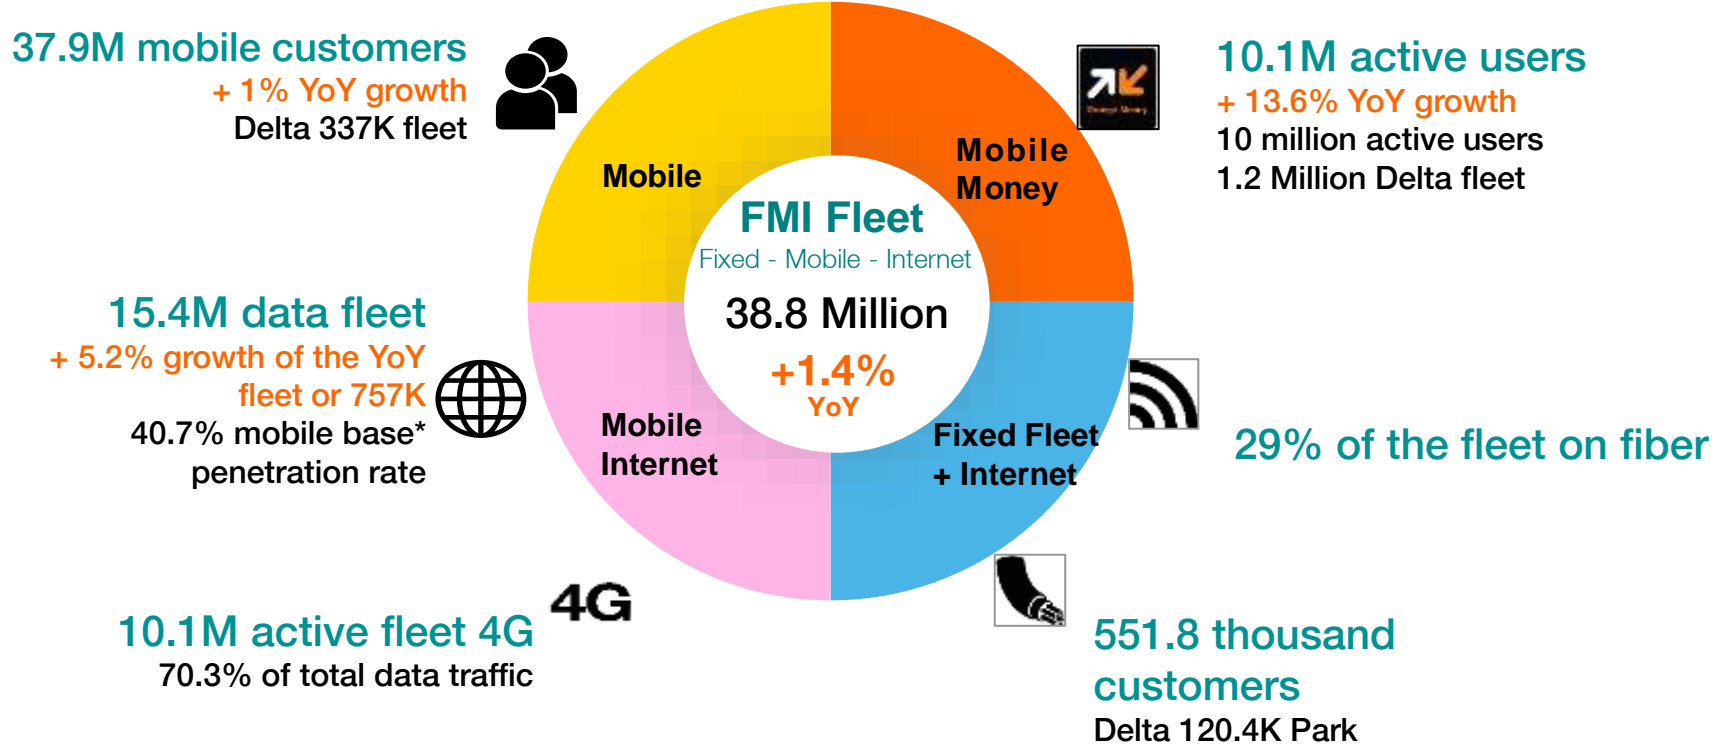 37.9M mobile customers
+ 1% YoY growth
Delta 337K fleet
10.1M active users
+ 13.6% YoY growth
10 million active users
1.2 Million Delta fleet
Mobile
Mobile
Money
FMI Fleet
Fixed - Mobile - Internet
38.8 Million
+1.4%
YoY
15.4M data fleet
+ 5.2% growth of the YoY
fleet or 757K
40.7% mobile base*
penetration rate
Mobile
Internet
Fixed Fleet
+ Internet
29% of the fleet on fiber
4G
10.1M active fleet 4G
70.3% of total data traffic
551.8 thousand
customers
Delta 120.4K Park